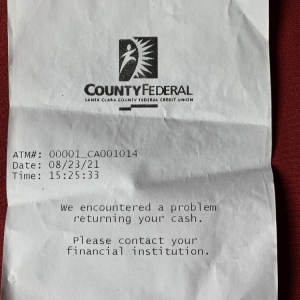 COUNTYFEDERAL
SANTA CLARA COUNTY FEDERAL CREDIT UNION
ATM#: 00001_CA001014
Date: 08/23/21
Time: 15:25:33
We encountered a problem
returning your cash.
Please contact your
financial institution.